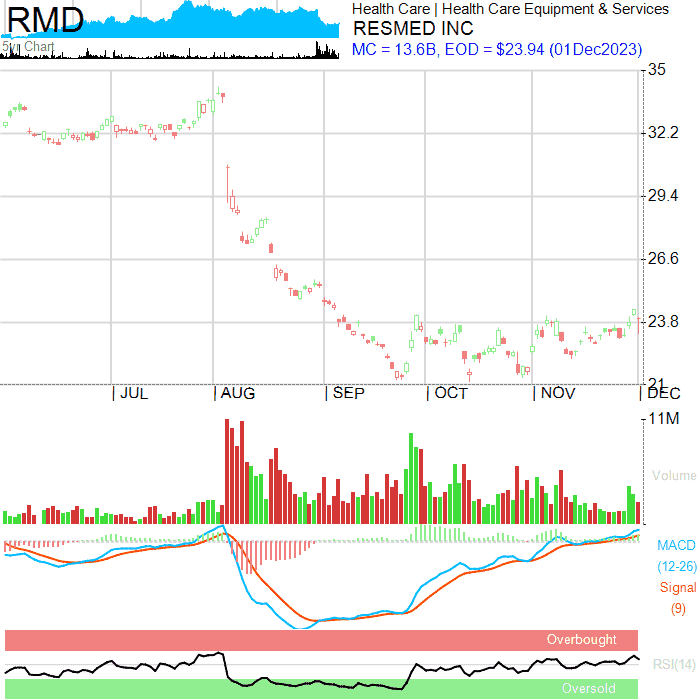 RMD
5yr Chart
Health Care | Health Care Equipment & Services
RESMED INC
MC = 13.6B, EOD = $23.94 (01Dec2023)
35
32.2
29.4
26.6
23.8
21
| JUL | AUG | SEP | OCT | NOV | DEC
11M
Volume
MACD
(12-26)
Signal
(9)
Overbought
RSI(14)
Oversold